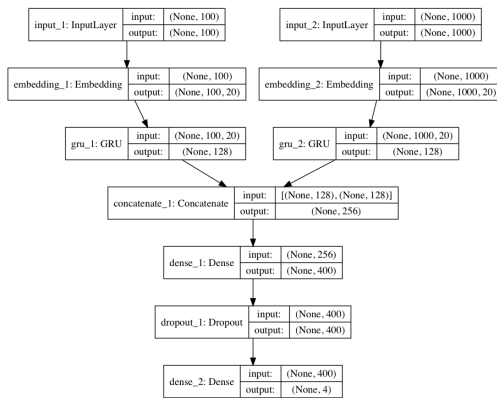 input_1: InputLayer
input: (None, 100)
output: (None, 100)
input_2: InputLayer
input: (None, 1000)
output: (None, 1000)
embedding_1: Embedding
input: (None, 100)
output: (None, 100, 20)
embedding_2: Embedding
input: (None, 1000)
output: (None, 1000, 20)
gru_1: GRU
input: (None, 100, 20)
output: (None, 128)
gru_2: GRU
input: (None, 1000, 20)
output: (None, 128)
concatenate_1: Concatenate
input: [(None, 128), (None, 128)]
output: (None, 256)
dense_1: Dense
input: (None, 256)
output: (None, 400)
dropout_1: Dropout
input: (None, 400)
output: (None, 400)
dense_2: Dense
input: (None, 400)
output: (None, 4)